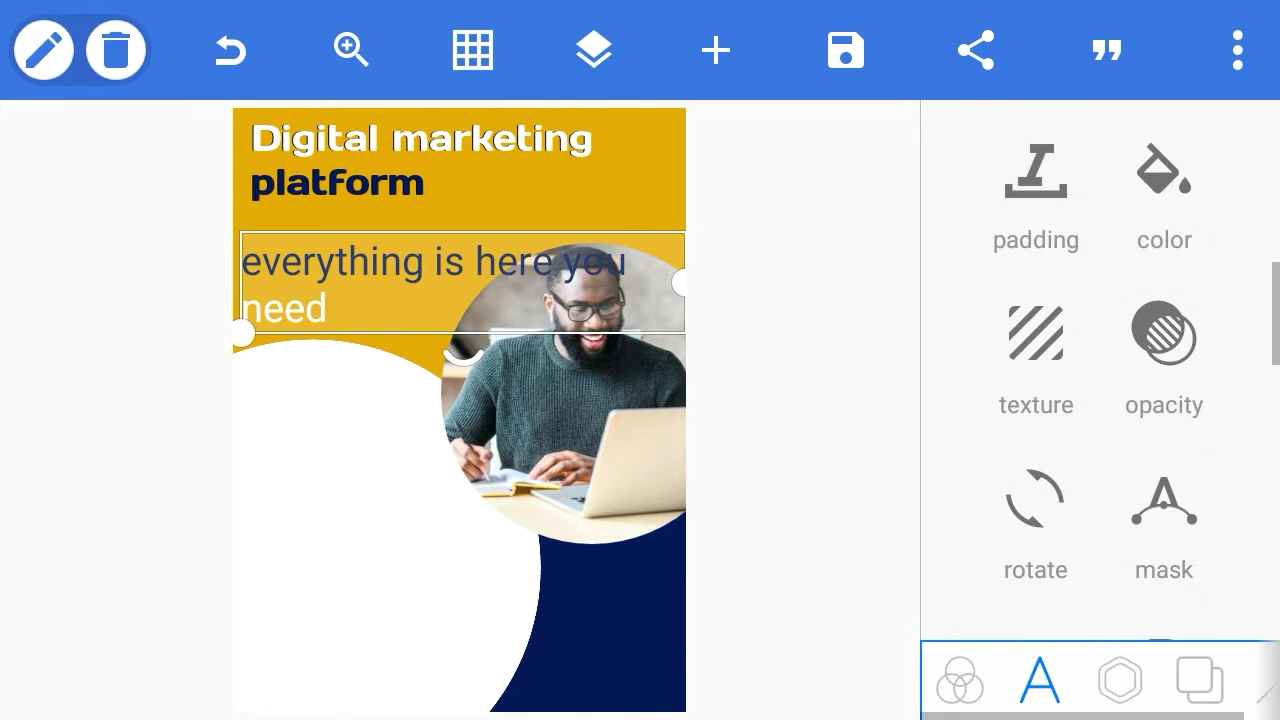 Digital marketing
platform
everything is here you
need
padding
color
texture
opacity
rotate
mask